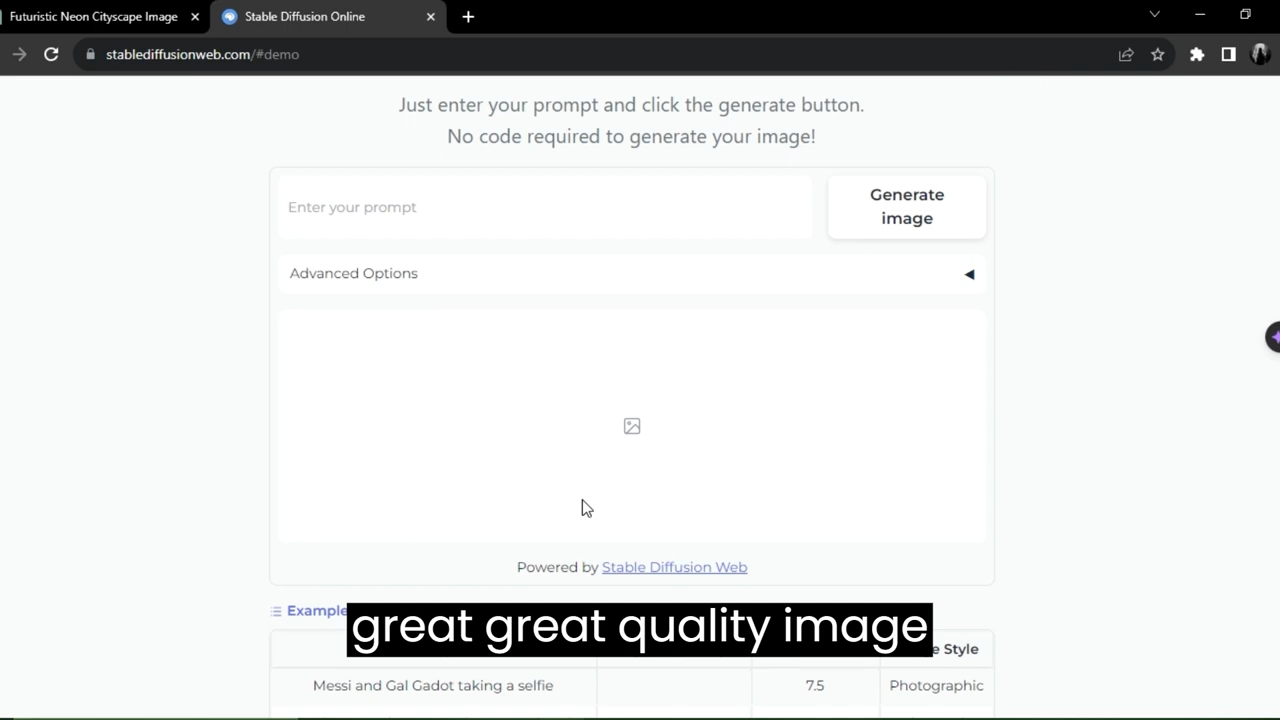 Futuristic Neon Cityscape Image
Stable Diffusion Online
stablediffusionweb.com/#demo
Just enter your prompt and click the generate button.
No code required to generate your image!
Enter your prompt
Generate
image
Advanced Options
Powered by Stable Diffusion Web
Example
great great quality image
e Style
Messi and Gal Gadot taking a selfie 7.5 Photographic